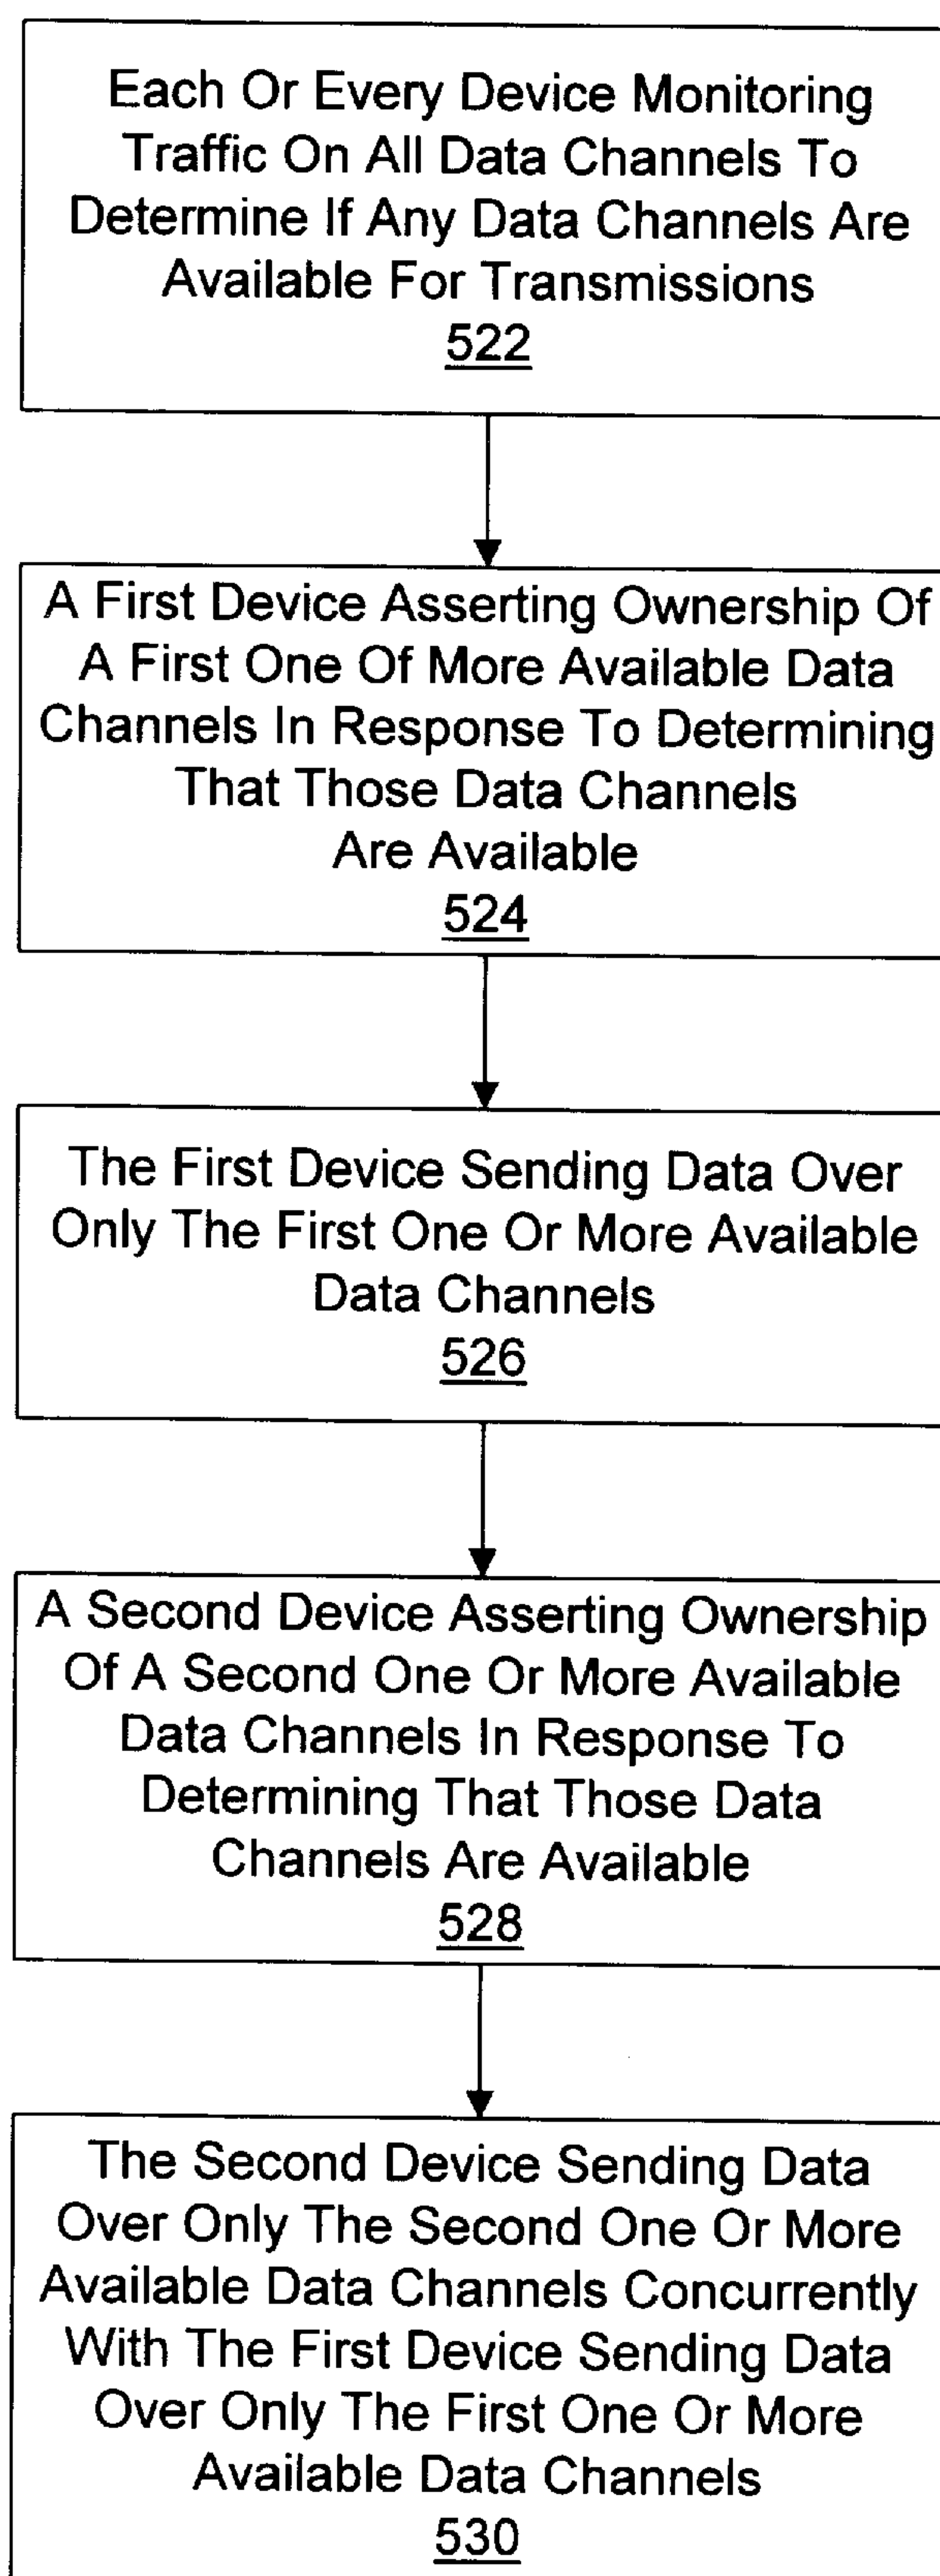 Each Or Every Device Monitoring
Traffic On All Data Channels To
Determine If Any Data Channels Are
Available For Transmissions
522
A First Device Asserting Ownership Of
A First One Of More Available Data
Channels In Response To Determining
That Those Data Channels
Are Available
524
The First Device Sending Data Over
Only The First One Or More Available
Data Channels
526
A Second Device Asserting Ownership
Of A Second One Or More Available
Data Channels In Response To
Determining That Those Data
Channels Are Available
528
The Second Device Sending Data
Over Only The Second One Or More
Available Data Channels Concurrently
With The First Device Sending Data
Over Only The First One Or More
Available Data Channels
530